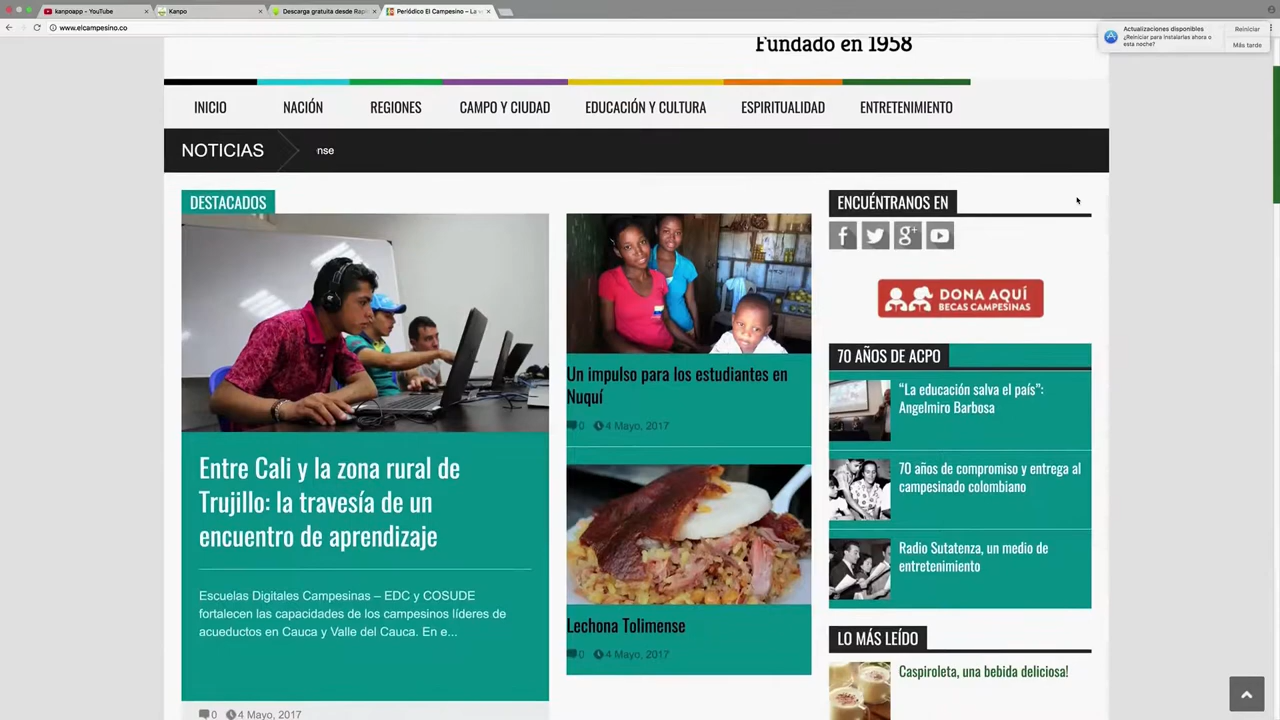 kanpoapp - YouTube
Kanpo
Descarga gratuita desde Rapi
Periódico El Campesino – La v
www.elcampesino.co
Actualizaciones disponibles
¿Reiniciar para instalarlas ahora o
esta noche?
Reiniciar
Más tarde
Fundado en 1958
INICIO
NACIÓN
REGIONES
CAMPO Y CIUDAD
EDUCACIÓN Y CULTURA
ESPIRITUALIDAD
ENTRETENIMIENTO
NOTICIAS
nse
DESTACADOS
Entre Cali y la zona rural de
Trujillo: la travesía de un
encuentro de aprendizaje
Escuelas Digitales Campesinas – EDC y COSUDE
fortalecen las capacidades de los campesinos líderes de
acueductos en Cauca y Valle del Cauca. En e...
0 4 Mayo, 2017
Un impulso para los estudiantes en
Nuquí
0 4 Mayo, 2017
Lechona Tolimense
0 4 Mayo, 2017
ENCUÉNTRANOS EN
DONA AQUÍ
BECAS CAMPESINAS
70 AÑOS DE ACPO
“La educación salva el país”:
Angelmiro Barbosa
70 años de compromiso y entrega al
campesinado colombiano
Radio Sutatenza, un medio de
entretenimiento
LO MÁS LEÍDO
Caspiroleta, una bebida deliciosa!